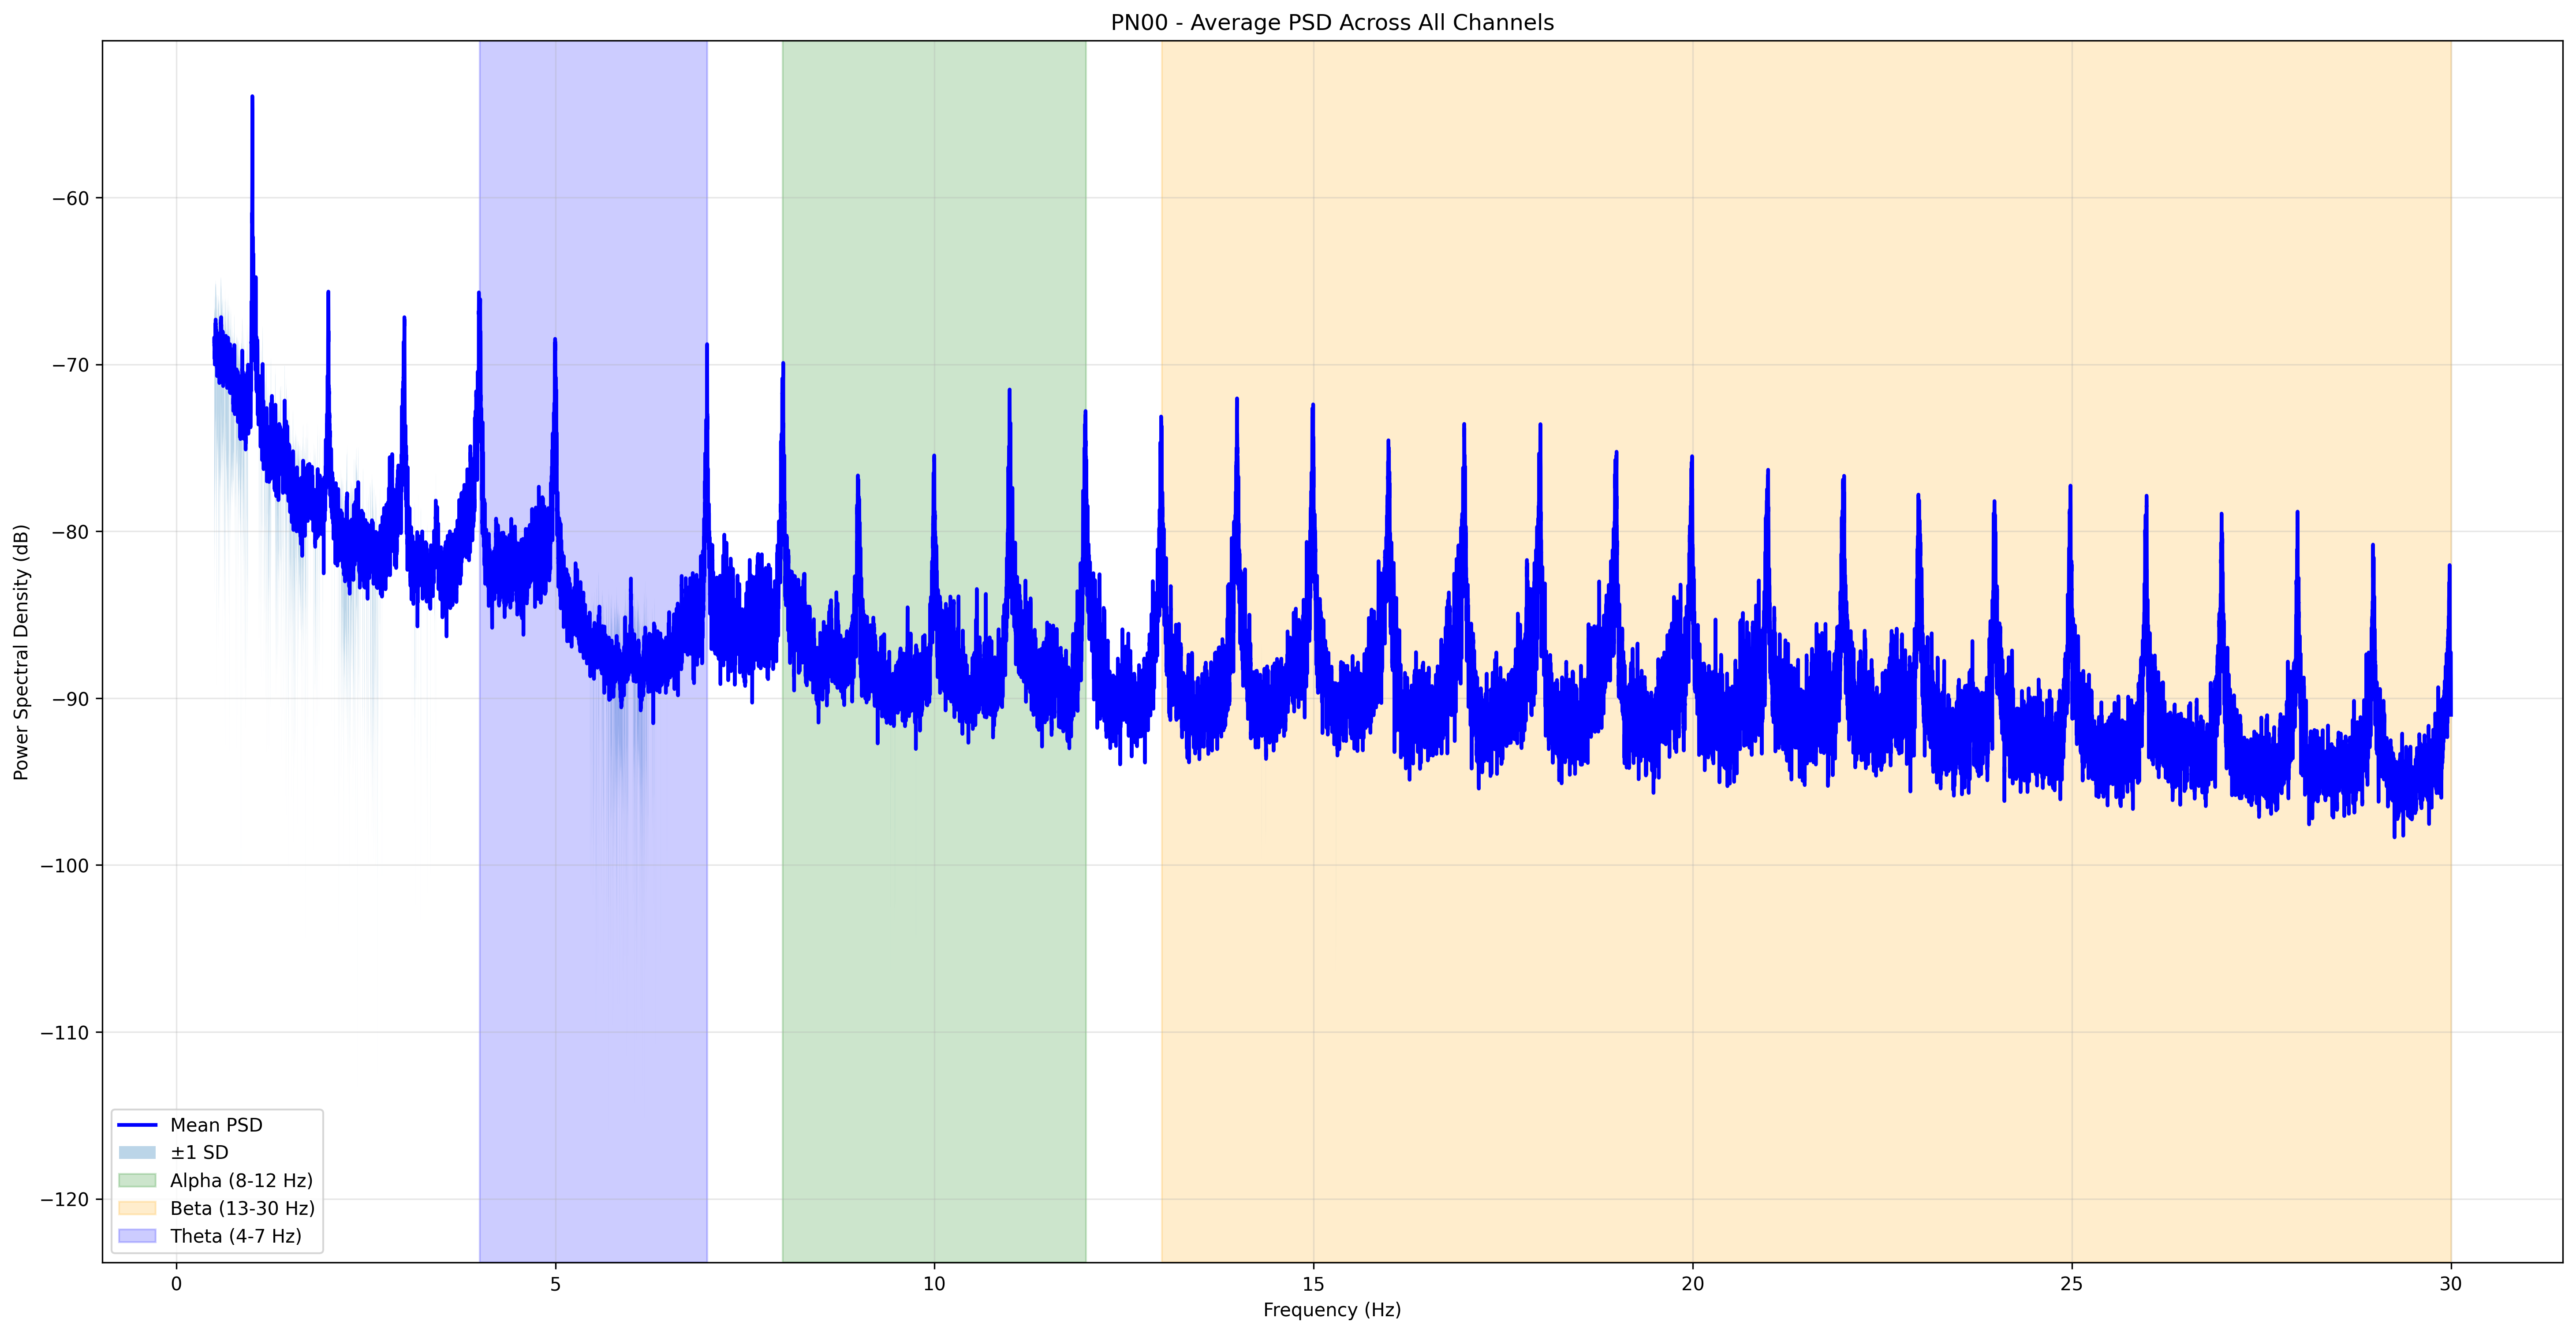 PN00 - Average PSD Across All Channels
Power Spectral Density (dB)
−60
−70
−80
−90
−100
−110
−120
Mean PSD
±1 SD
Alpha (8-12 Hz)
Beta (13-30 Hz)
Theta (4-7 Hz)
0 5 10 15 20 25 30
Frequency (Hz)